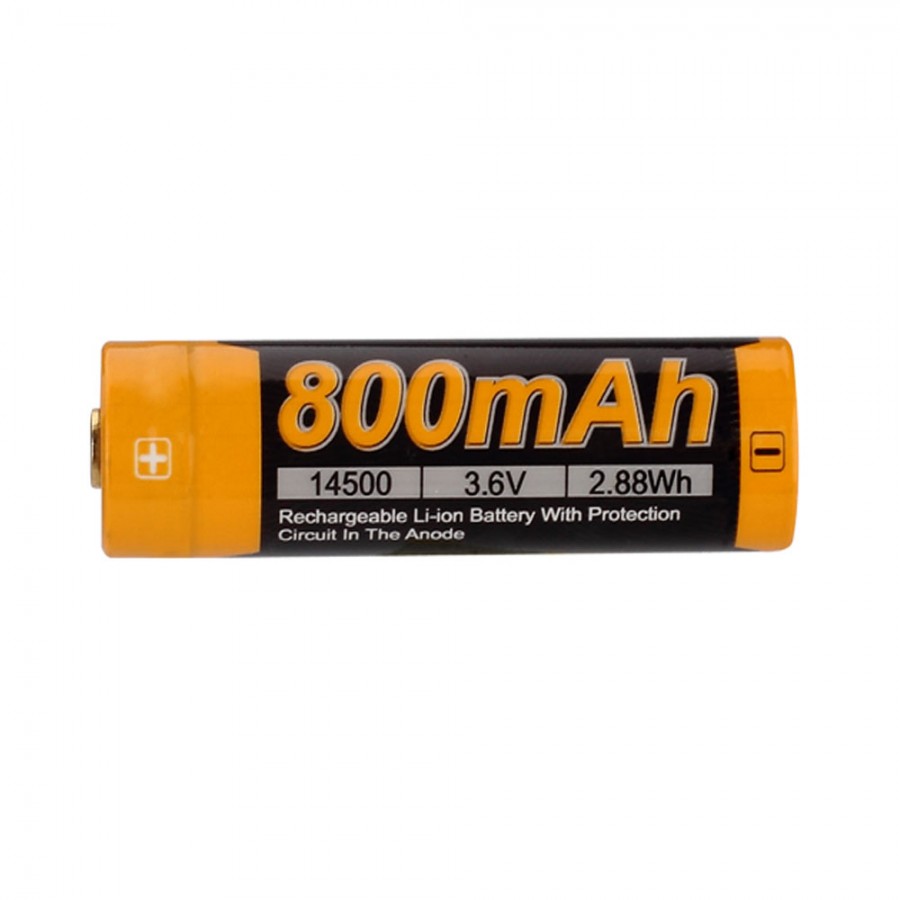 800mAh
14500 3.6V 2.88Wh
Rechargeable Li-ion Battery With Protection
Circuit In The Anode